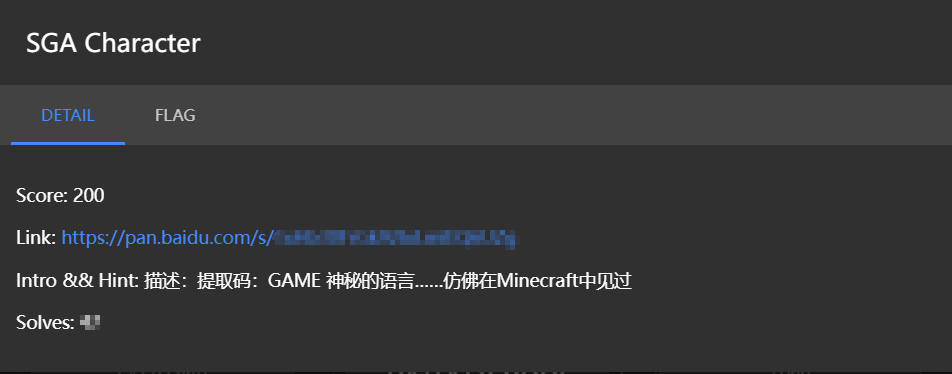 SGA Character
DETAIL FLAG
Score: 200
Link: https://pan.baidu.com/s/
Intro && Hint: 描述：提取码：GAME 神秘的语言......仿佛在Minecraft中见过
Solves: